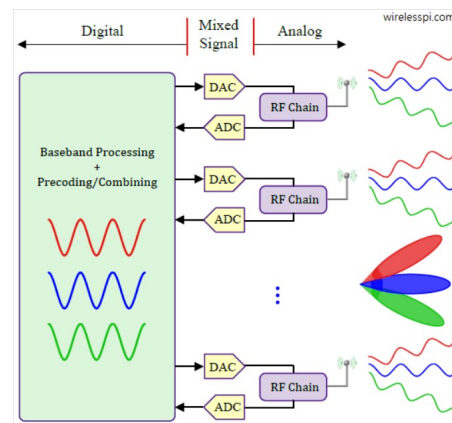 wirelesspi.com
Digital
Mixed
Signal
Analog
DAC
RF Chain
ADC
Baseband Processing
+
Precoding/Combining
DAC
RF Chain
ADC
DAC
RF Chain
ADC